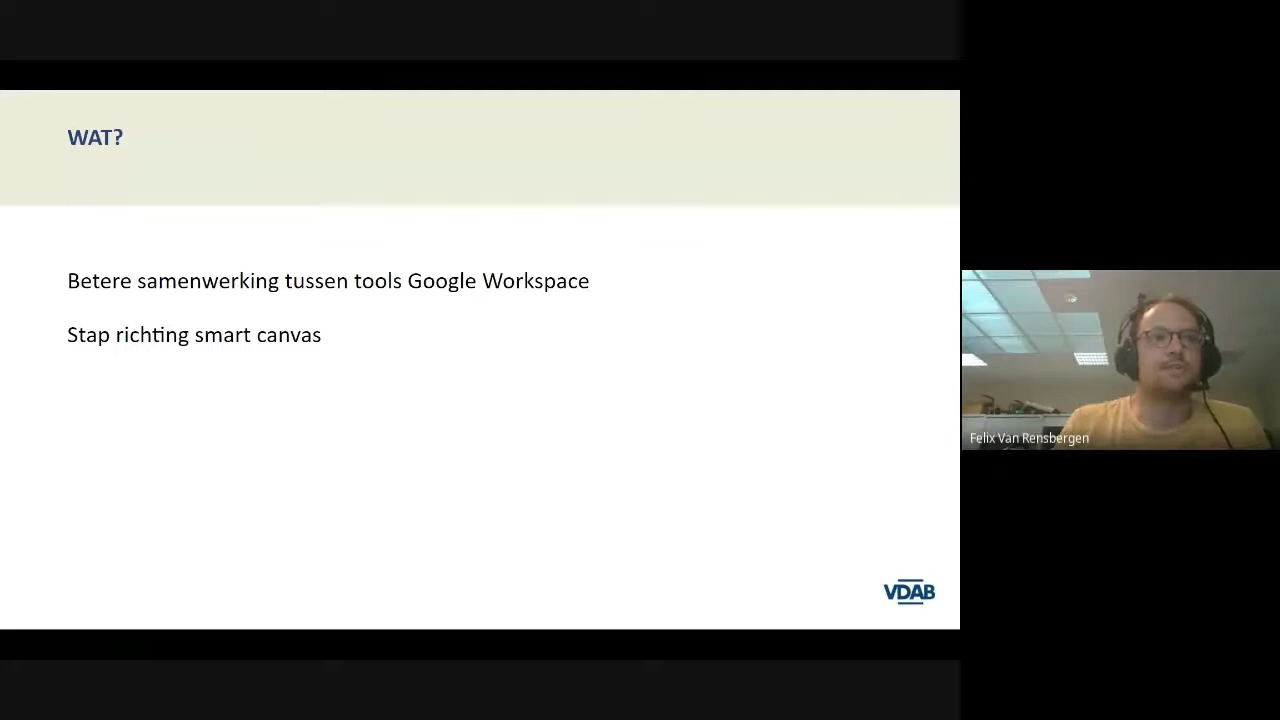 WAT?
Betere samenwerking tussen tools Google Workspace
Stap richting smart canvas
VDAB
Felix Van Rensbergen